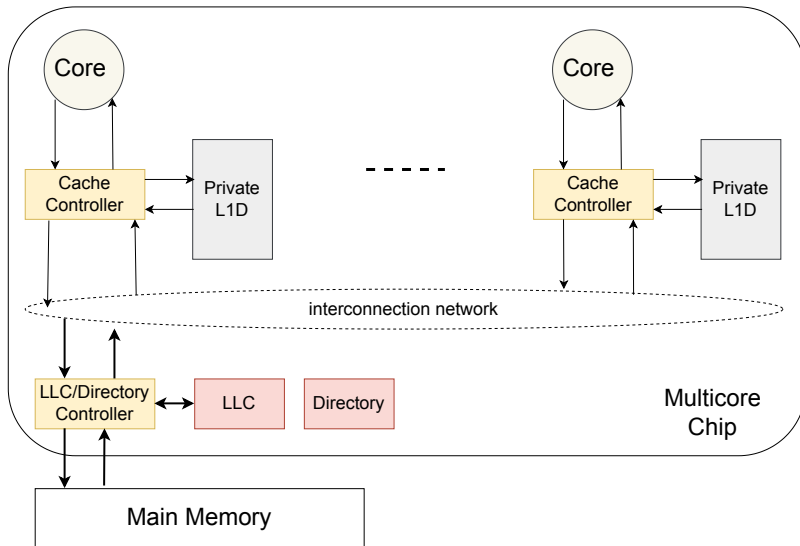 Core
Core
Cache
Controller
Private
L1D
Cache
Controller
Private
L1D
interconnection network
LLC/Directory
Controller
LLC
Directory
Multicore
Chip
Main Memory